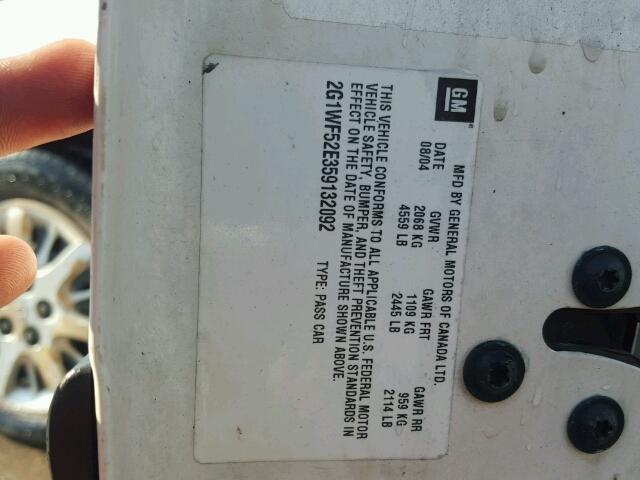 GM
MFD BY GENERAL MOTORS OF CANADA LTD.
DATE GVWR GAWR FRT GAWR RR
08/04 2068 KG 1109 KG 959 KG
4559 LB 2445 LB 2114 LB
THIS VEHICLE CONFORMS TO ALL APPLICABLE U.S. FEDERAL MOTOR
VEHICLE SAFETY, BUMPER, AND THEFT PREVENTION STANDARDS IN
EFFECT ON THE DATE OF MANUFACTURE SHOWN ABOVE.
2G1WF52E359132092 TYPE: PASS CAR